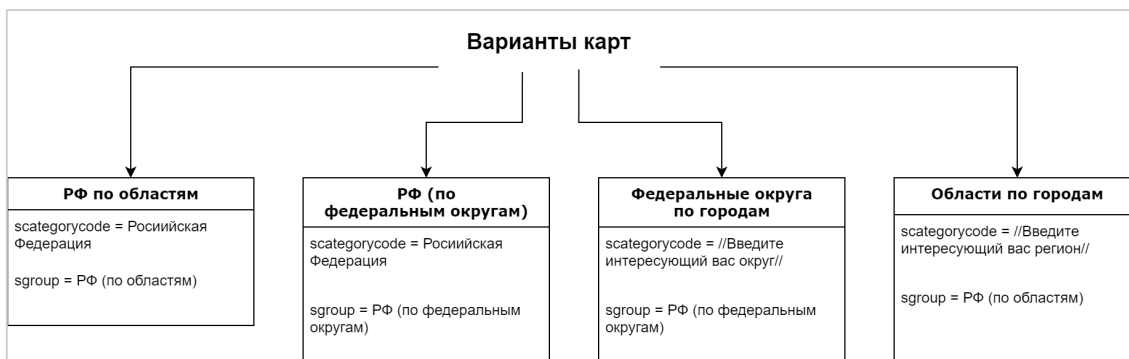 Варианты карт
РФ по областям
scategorycode = Росиийская
Федерация
sgroup = РФ (по областям)
РФ (по
федеральным округам)
scategorycode = Росиийская
Федерация
sgroup = РФ (по федеральным
округам)
Федеральные округа
по городам
scategorycode = //Введите
интересующий вас округ//
sgroup = РФ (по федеральным
округам)
Области по городам
scategorycode = //Введите
интересующий вас регион//
sgroup = РФ (по областям)